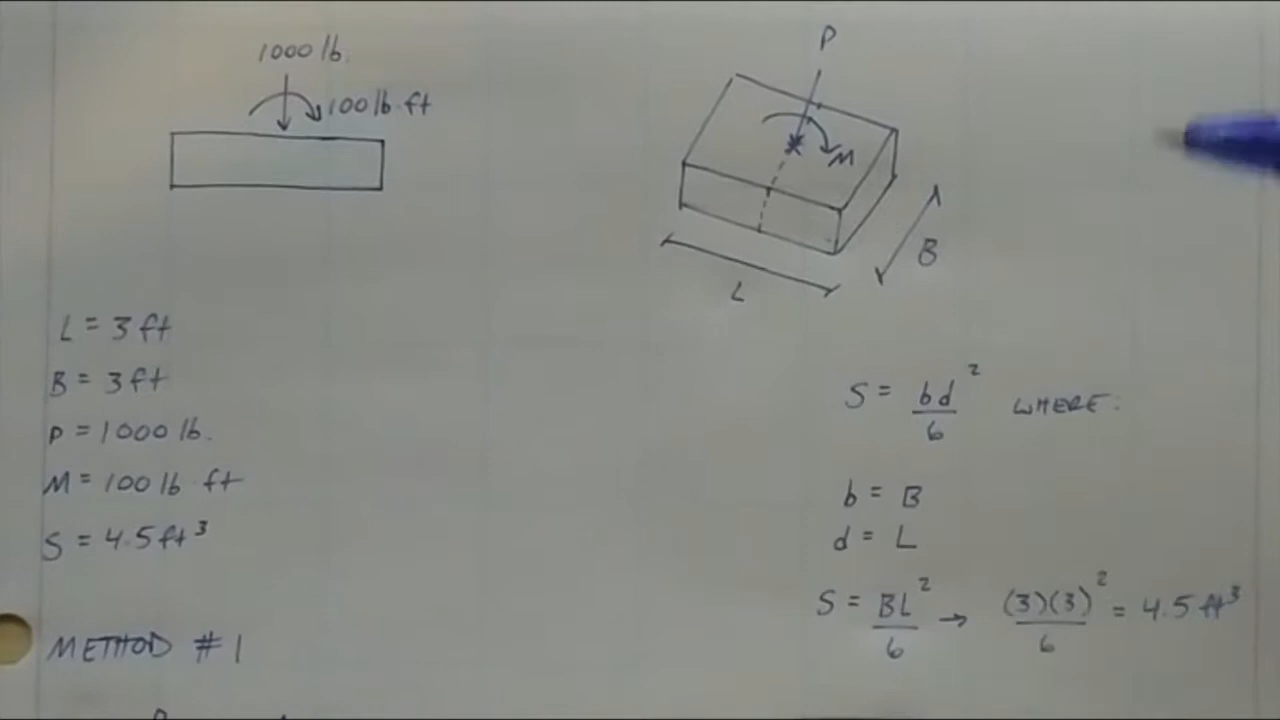 1000 lb.
100 lb·ft
P
M
B
L
L = 3 ft
B = 3 ft
P = 1000 lb.
M = 100 lb ft
S = 4.5 ft³
METHOD #1
S = bd²/6 WHERE:
b = B
d = L
S = BL²/6 → (3)(3)²/6 = 4.5 ft³